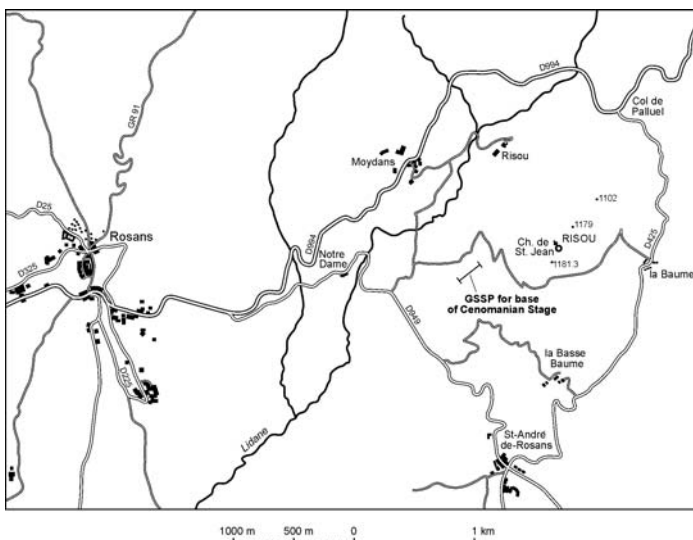 D994
Col de
Palluel
GR 91
Moydans
Risou
1102
D25
1179
Rosans
D994
Ch. de
St. Jean
RISOU
D425
D325
Notre
Dame
1181.3
la Baume
GSSP for base
of Cenomanian Stage
D949
la Basse
Baume
D225
Lidane
St-André
de-Rosans
1000 m 500 m 0 1 km